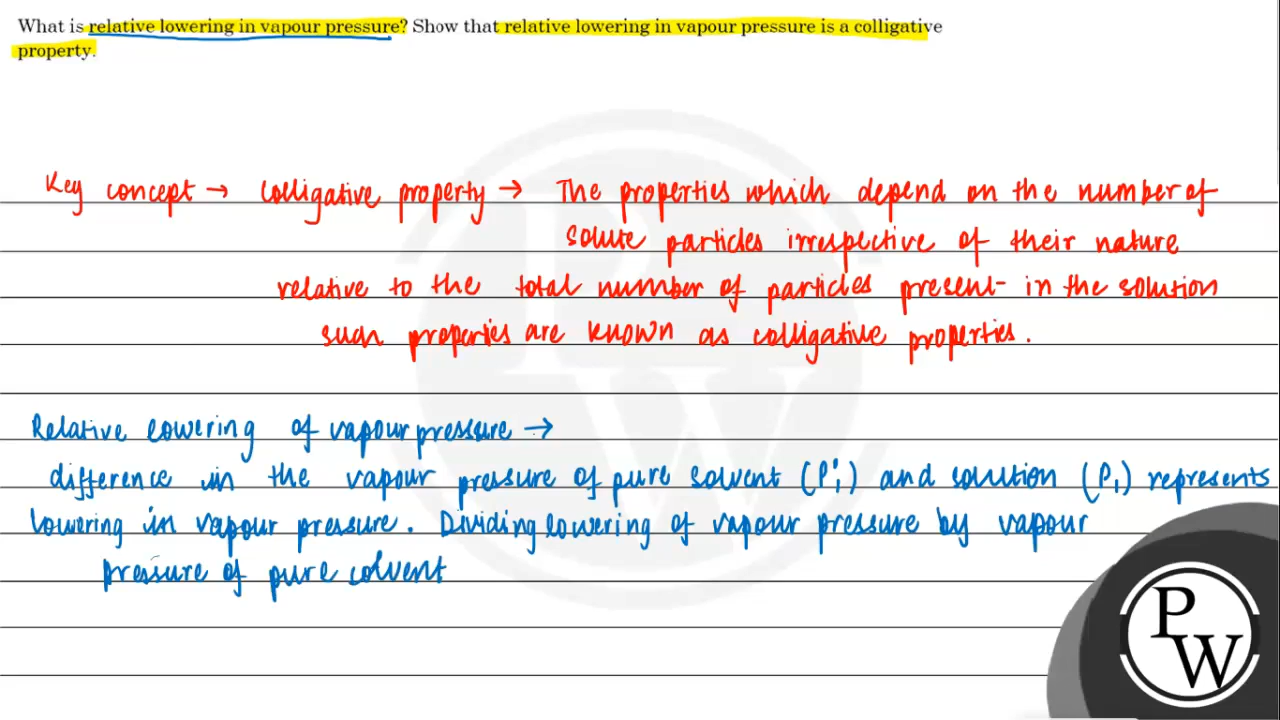 What is relative lowering in vapour pressure? Show that relative lowering in vapour pressure is a colligative
property.
Key concept → Colligative property → The properties which depend on the number of
solute particles irrespective of their nature
relative to the total number of particles present in the solution
such properties are known as colligative properties.
Relative lowering of vapour pressure →
difference in the vapour pressure of pure solvent (P₁°) and solution (P₁) represents
lowering in vapour pressure. Dividing lowering of vapour pressure by vapour
pressure of pure solvent
PW
P
W